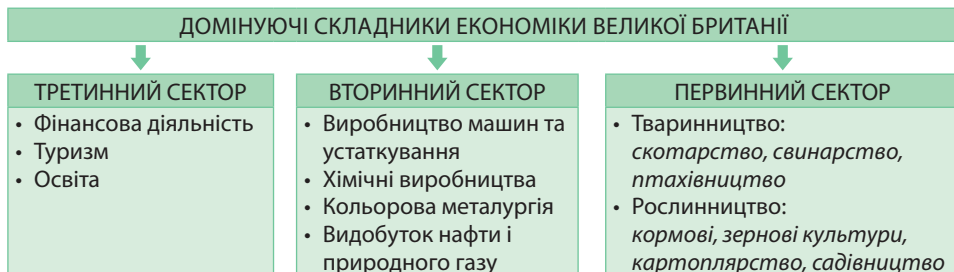 ДОМІНУЮЧІ СКЛАДНИКИ ЕКОНОМІКИ ВЕЛИКОЇ БРИТАНІЇ
ТРЕТИННИЙ СЕКТОР
• Фінансова діяльність
• Туризм
• Освіта
ВТОРИННИЙ СЕКТОР
• Виробництво машин та
устаткування
• Хімічні виробництва
• Кольорова металургія
• Видобуток нафти і
природного газу
ПЕРВИННИЙ СЕКТОР
• Тваринництво:
скотарство, свинарство,
птахівництво
• Рослинництво:
кормові, зернові культури,
картоплярство, садівництво